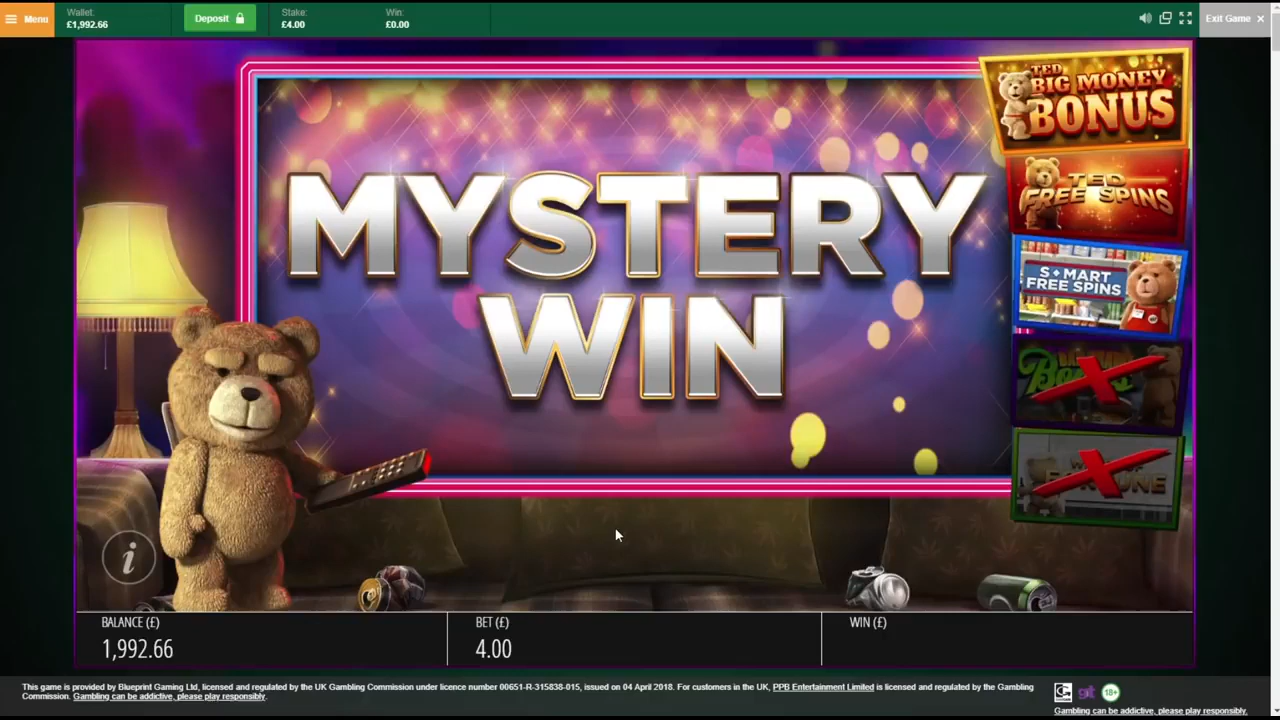 Menu
Wallet:
£1,992.66
Deposit
Stake:
£4.00
Win:
£0.00
Exit Game ×
TED
BIG MONEY
BONUS
TED
FREE SPINS
S+MART
FREE SPINS
MYSTERY
WIN
i
BALANCE (£)
1,992.66
BET (£)
4.00
WIN (£)
This game is provided by Blueprint Gaming Ltd, licensed and regulated by the UK Gambling Commission under licence number 00651-R-315838-015, issued on 04 April 2018. For customers in the UK, PPB Entertainment Limited is licensed and regulated by the Gambling
Commission. Gambling can be addictive, please play responsibly.
18+
Gambling can be addictive, please play responsibly.